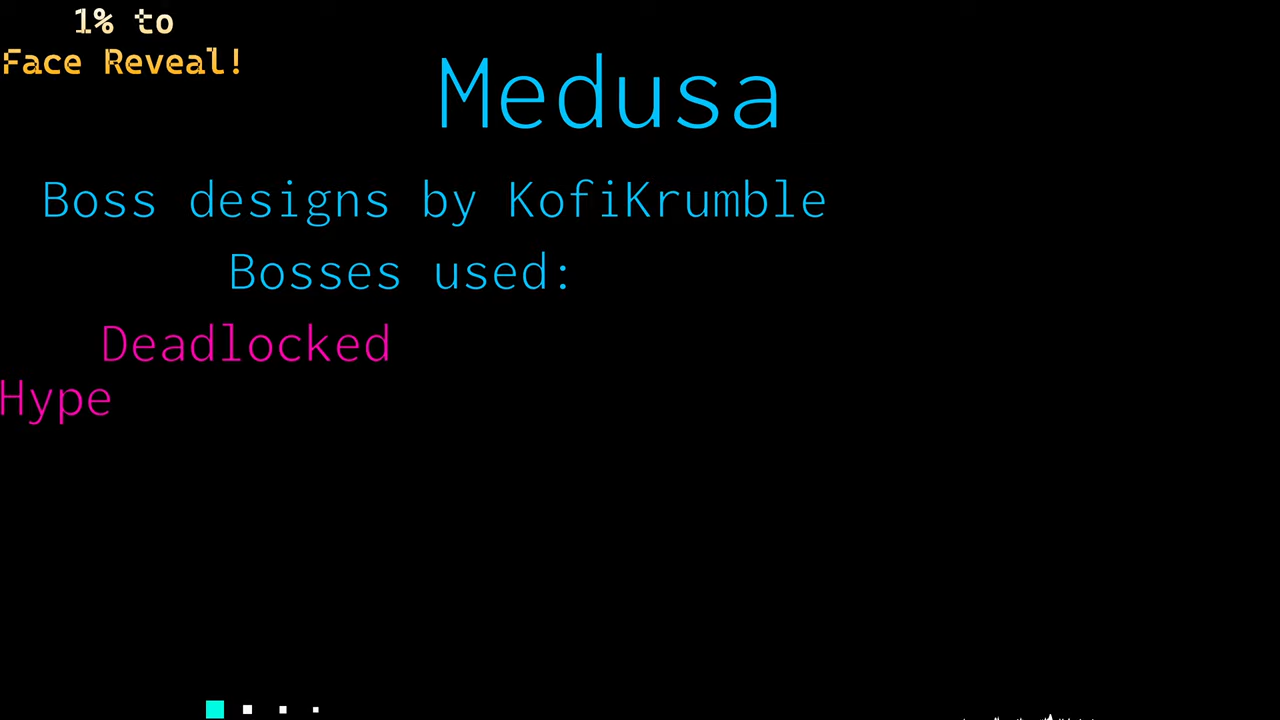 1% to
Face Reveal!
Medusa
Boss designs by KofiKrumble
Bosses used:
Deadlocked
Hype